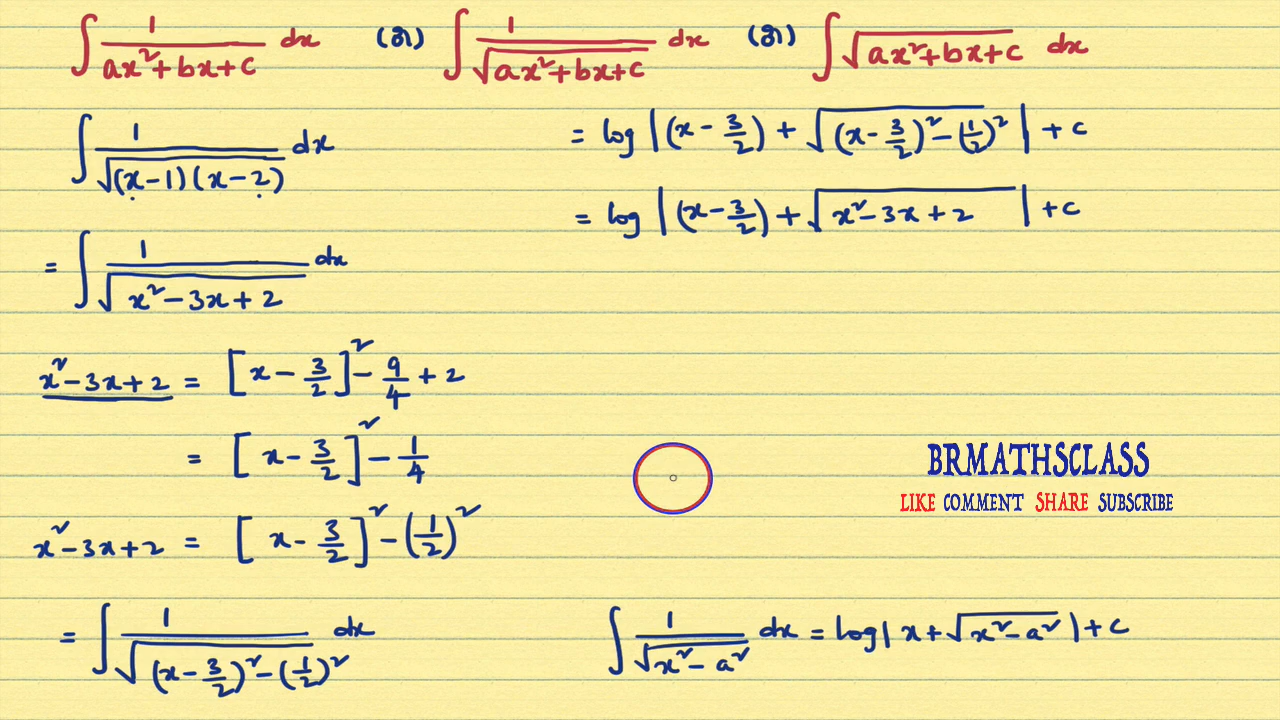 ∫ 1/(ax²+bx+c) dx (அ) ∫ 1/√(ax²+bx+c) dx (அ) ∫ √(ax²+bx+c) dx
∫ 1/√((x-1)(x-2)) dx
= ∫ 1/√(x²-3x+2) dx
x²-3x+2 = [x - 3/2]² - 9/4 + 2
= [x - 3/2]² - 1/4
x²-3x+2 = [x - 3/2]² - (1/2)²
= ∫ 1/√((x - 3/2)² - (1/2)²) dx
= log |(x - 3/2) + √((x - 3/2)² - (1/2)²)| + c
= log |(x - 3/2) + √(x²-3x+2)| + c
BRMATHSCLASS
LIKE COMMENT SHARE SUBSCRIBE
∫ 1/√(x²-a²) dx = log|x+√(x²-a²)|+c